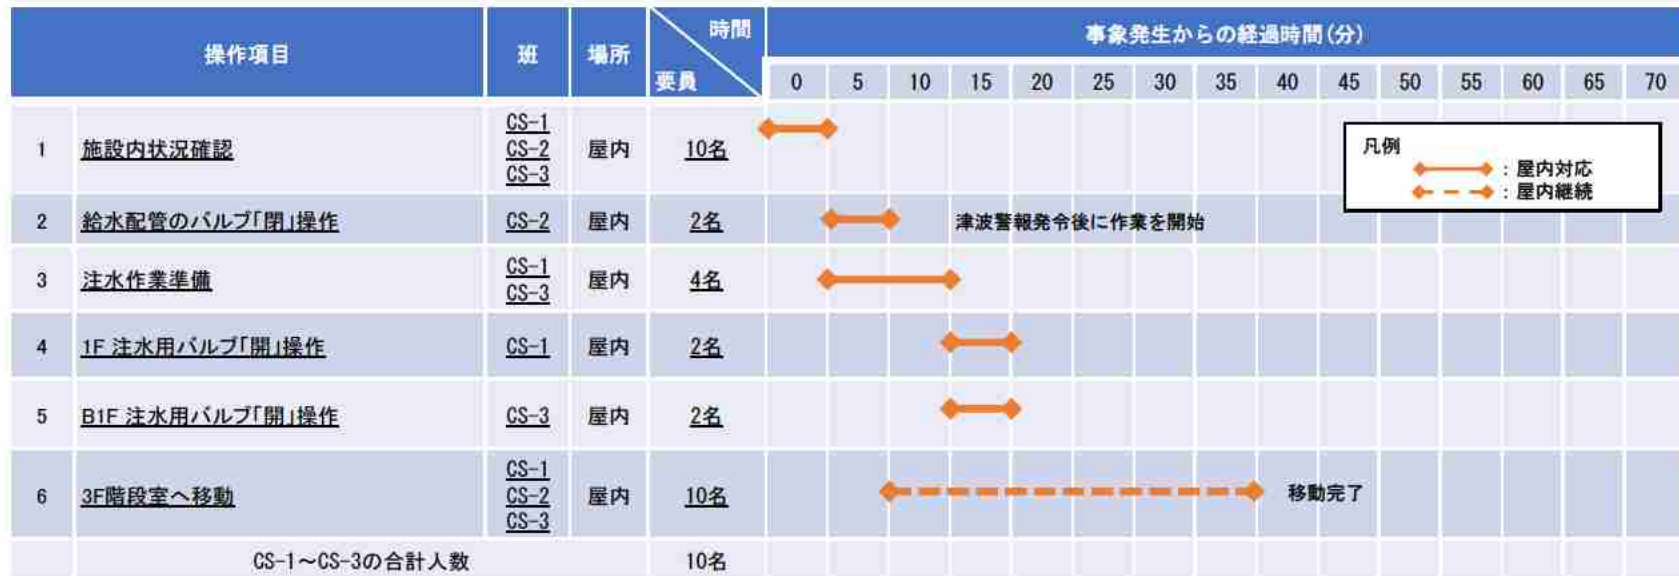 操作項目 班 場所 時間 要員 事象発生からの経過時間(分)
0 5 10 15 20 25 30 35 40 45 50 55 60 65 70
1 施設内状況確認 CS-1 CS-2 CS-3 屋内 10名
凡例
:屋内対応
:屋内継続
2 給水配管のバルブ「閉」操作 CS-2 屋内 2名 津波警報発令後に作業を開始
3 注水作業準備 CS-1 CS-3 屋内 4名
4 1F 注水用バルブ「開」操作 CS-1 屋内 2名
5 B1F 注水用バルブ「開」操作 CS-3 屋内 2名
6 3F階段室へ移動 CS-1 CS-2 CS-3 屋内 10名 移動完了
CS-1～CS-3の合計人数 10名